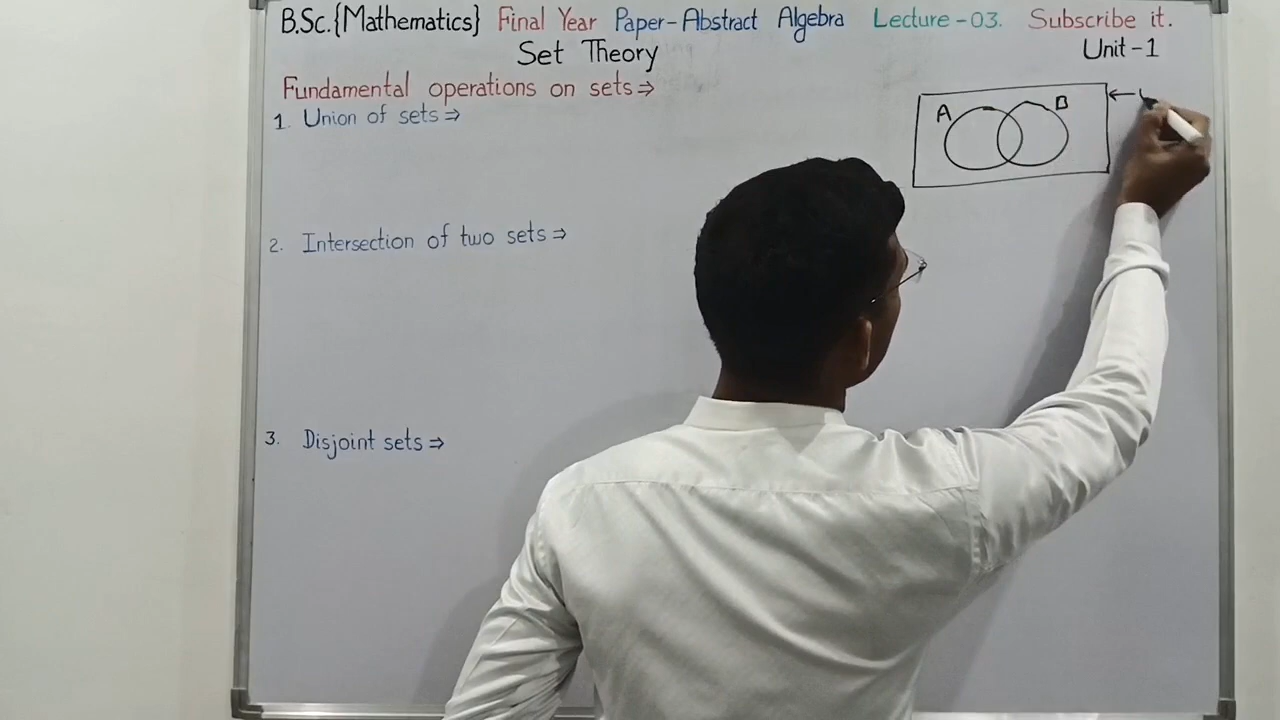 B.Sc.{Mathematics} Final Year Paper-Abstract Algebra Lecture-03. Subscribe it.
Set Theory Unit-1
Fundamental operations on sets⇒
1. Union of sets⇒
A B
2. Intersection of two sets⇒
3. Disjoint sets⇒